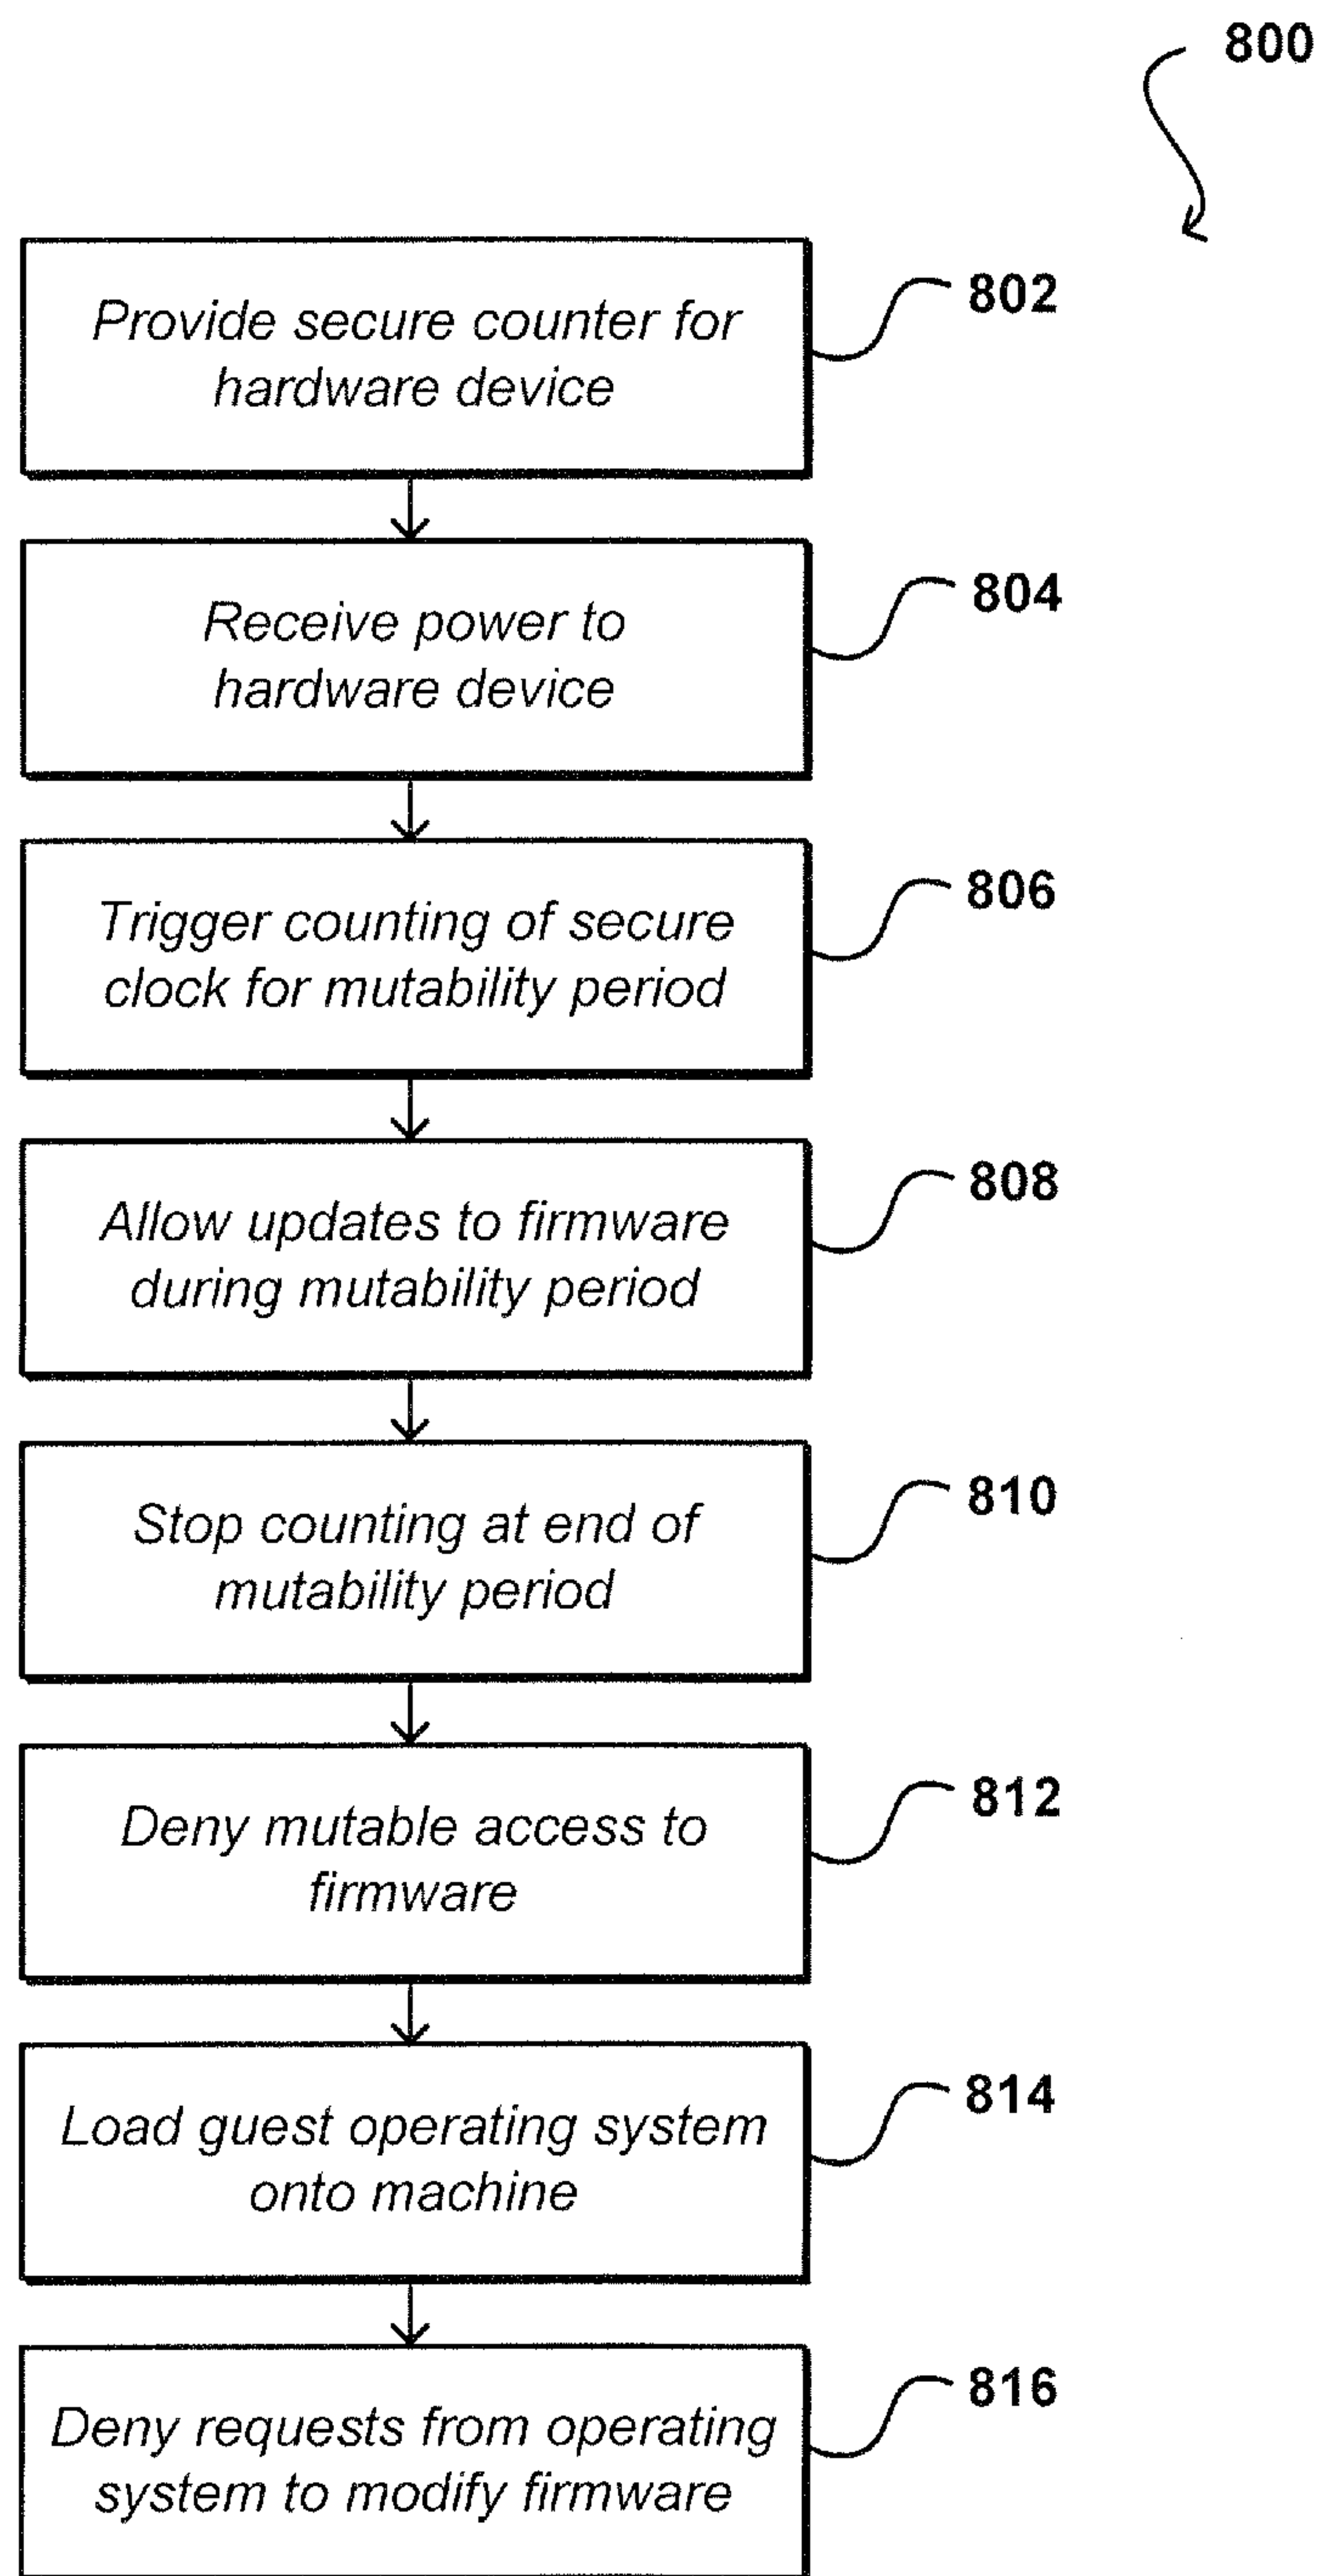 800
Provide secure counter for
hardware device
802
Receive power to
hardware device
804
Trigger counting of secure
clock for mutability period
806
Allow updates to firmware
during mutability period
808
Stop counting at end of
mutability period
810
Deny mutable access to
firmware
812
Load guest operating system
onto machine
814
Deny requests from operating
system to modify firmware
816